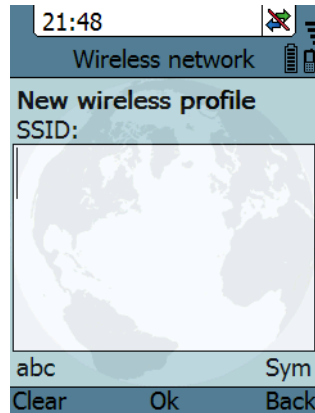 21:48
Wireless network
New wireless profile
SSID:
abc Sym
Clear Ok Back